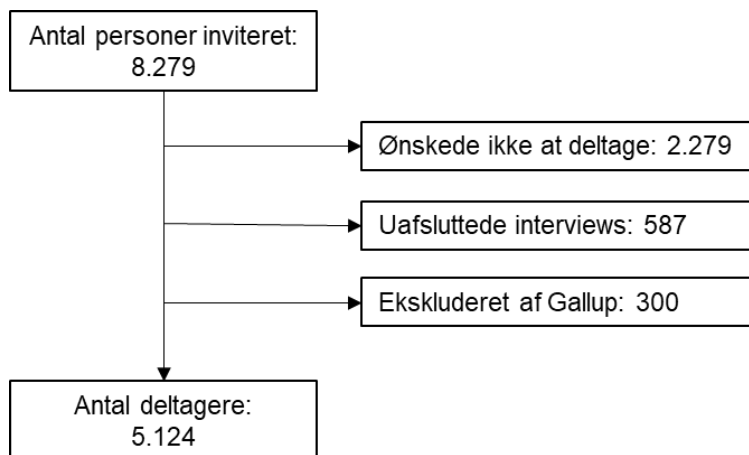 Antal personer inviteret:
8.279
Ønskede ikke at deltage: 2.279
Uafsluttede interviews: 587
Ekskluderet af Gallup: 300
Antal deltagere:
5.124